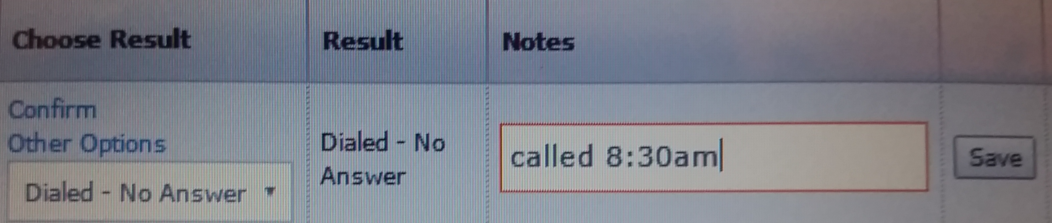 Choose Result
Result
Notes
Confirm
Other Options
Dialed - No Answer
Dialed - No
Answer
called 8:30am
Save